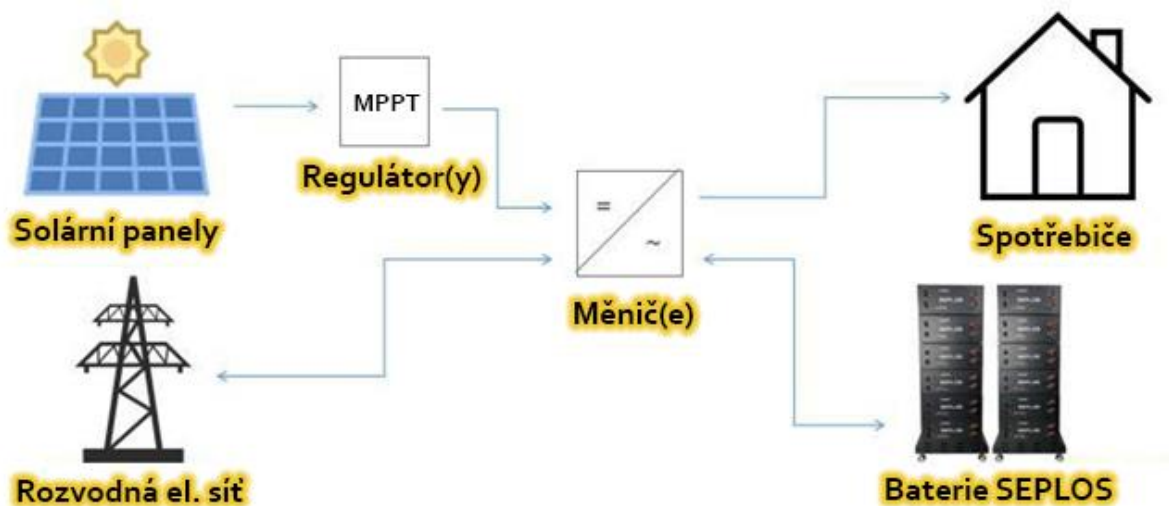 MPPT
Regulátor(y)
Solární panely
=
~
Měnič(e)
Spotřebiče
Rozvodná el. síť
Baterie SEPLOS